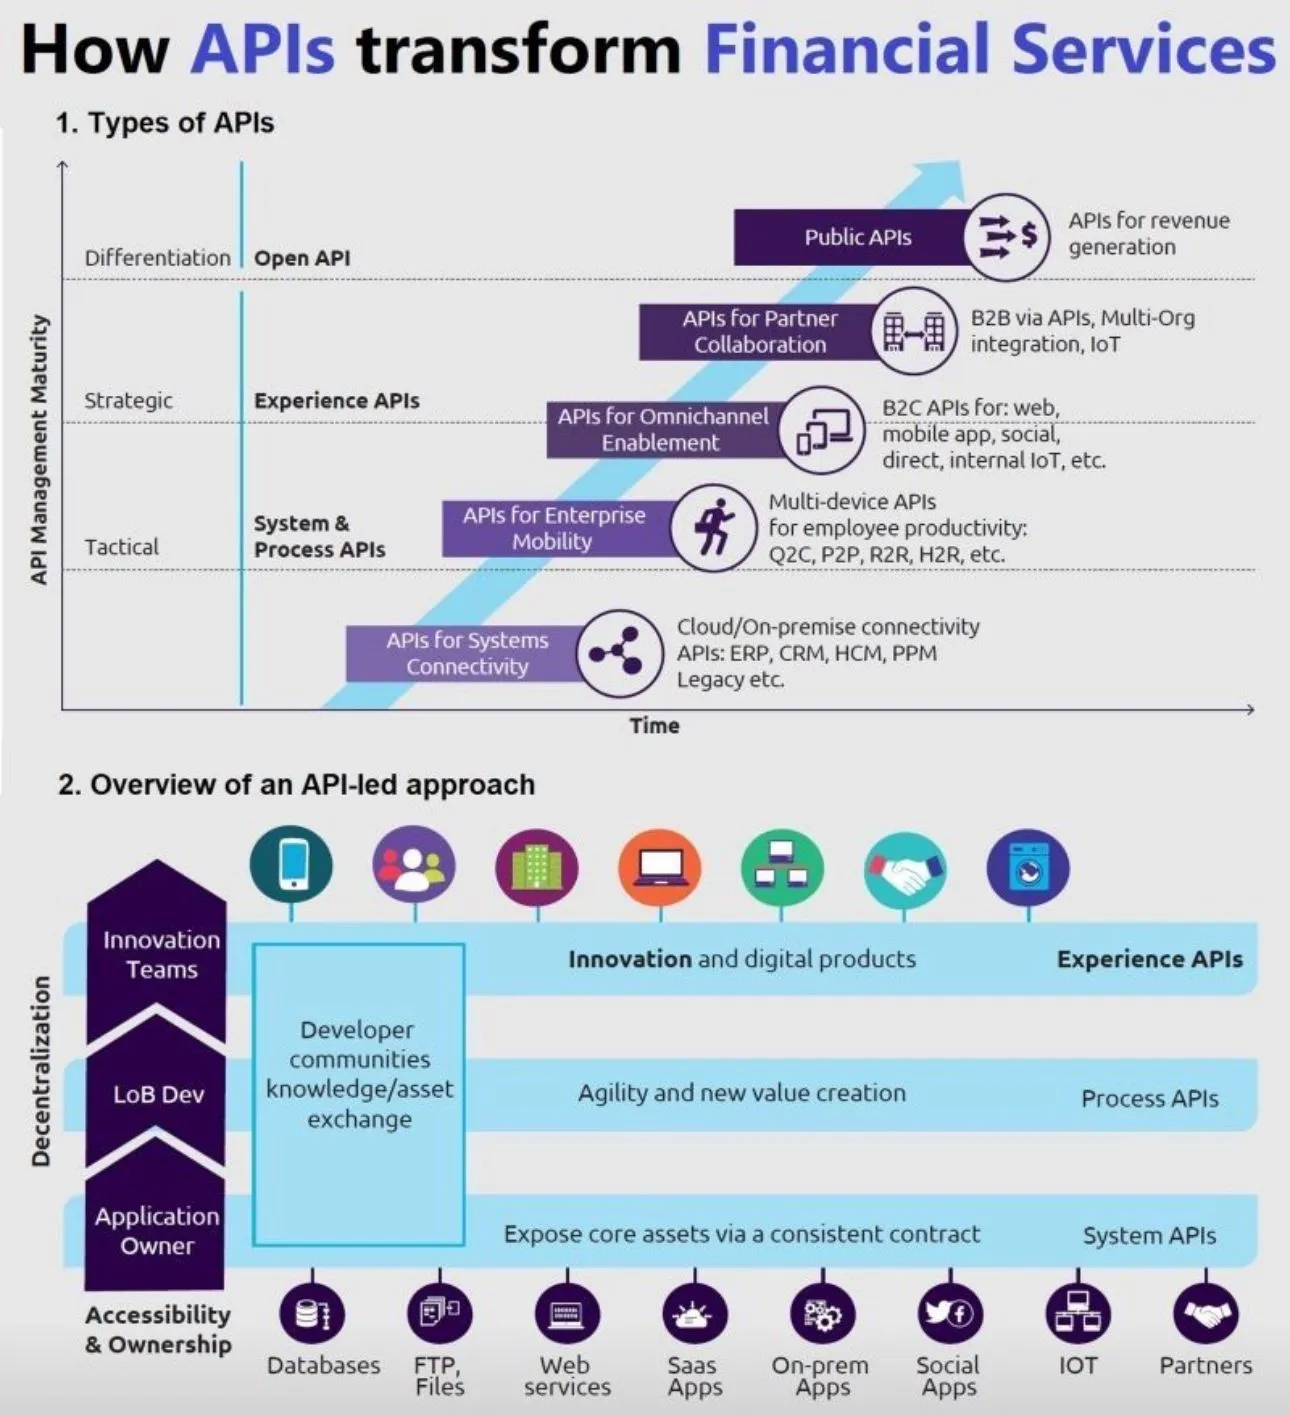 How APIs transform Financial Services
1. Types of APIs
API Management Maturity
Differentiation
Open API
Public APIs
$
APIs for revenue
generation
APIs for Partner
Collaboration
B2B via APIs, Multi-Org
integration, IoT
Strategic
Experience APIs
APIs for Omnichannel
Enablement
B2C APIs for: web,
mobile app, social,
direct, internal IoT, etc.
Tactical
System &
Process APIs
APIs for Enterprise
Mobility
Multi-device APIs
for employee productivity:
Q2C, P2P, R2R, H2R, etc.
APIs for Systems
Connectivity
Cloud/On-premise connectivity
APIs: ERP, CRM, HCM, PPM
Legacy etc.
Time
2. Overview of an API-led approach
Decentralization
Innovation
Teams
Innovation and digital products
Experience APIs
Developer
communities
knowledge/asset
exchange
LoB Dev
Agility and new value creation
Process APIs
Application
Owner
Expose core assets via a consistent contract
System APIs
Accessibility
& Ownership
Databases
FTP,
Files
Web
services
Saas
Apps
On-prem
Apps
Social
Apps
IOT
Partners